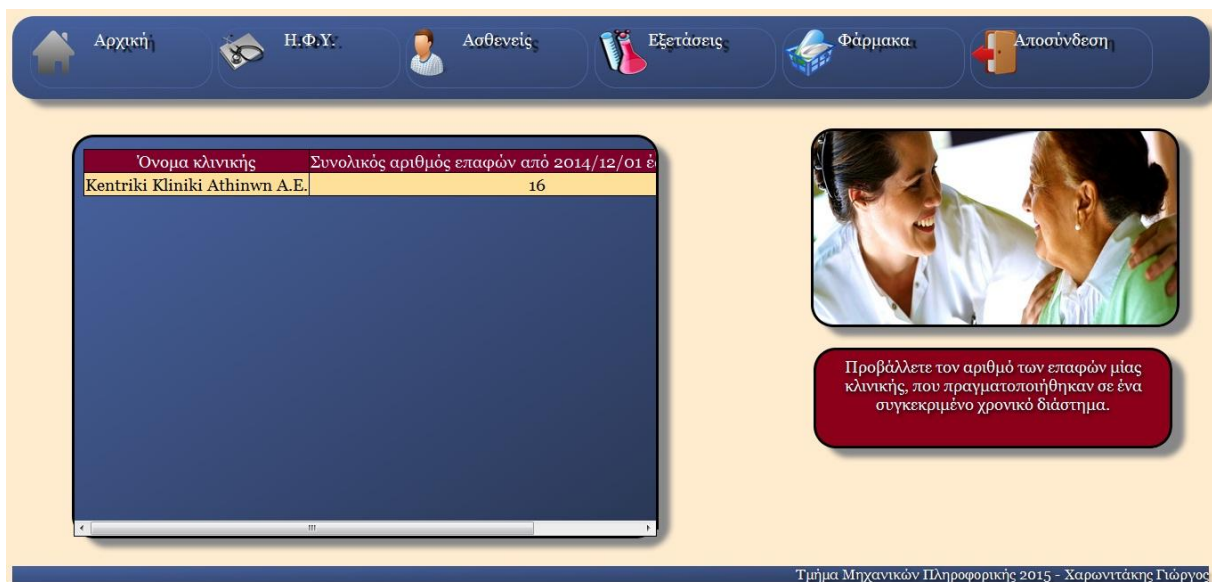 Αρχική
Η.Φ.Υ.
Ασθενείς
Εξετάσεις
Φάρμακα
Αποσύνδεση
Όνομα κλινικής Συνολικός αριθμός επαφών από 2014/12/01
Kentriki Kliniki Athinwn A.E. 16
Προβάλλετε τον αριθμό των επαφών μίας
κλινικής, που πραγματοποιήθηκαν σε ένα
συγκεκριμένο χρονικό διάστημα.
Τμήμα Μηχανικών Πληροφορικής 2015 - Χαρωνιτάκης Γιώργος